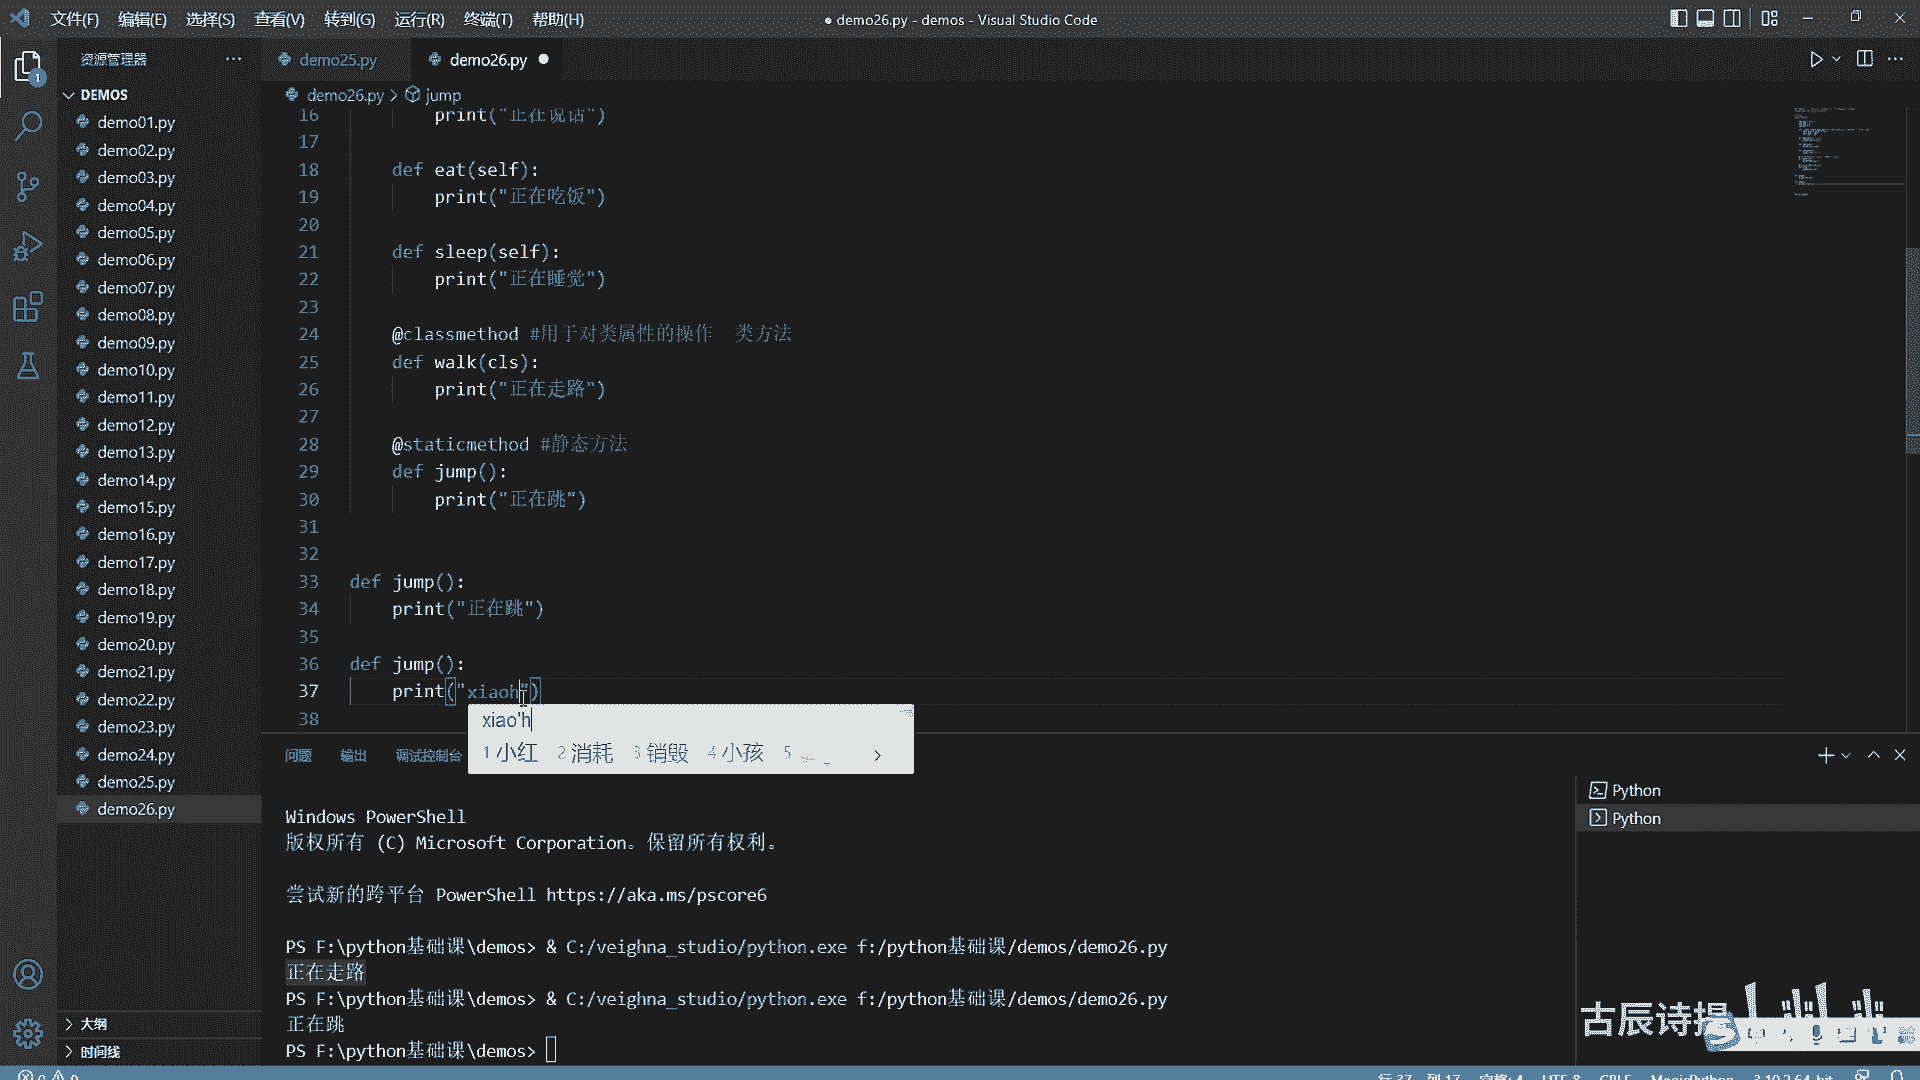 文件(F) 编辑(E) 选择(S) 查看(V) 转到(G) 运行(R) 终端(T) 帮助(H)
● demo26.py - demos - Visual Studio Code
资源管理器
demo25.py
demo26.py ●
DEMOS
demo26.py > jump
demo01.py
demo02.py
demo03.py
demo04.py
demo05.py
demo06.py
demo07.py
demo08.py
demo09.py
demo10.py
demo11.py
demo12.py
demo13.py
demo14.py
demo15.py
demo16.py
demo17.py
demo18.py
demo19.py
demo20.py
demo21.py
demo22.py
demo23.py
demo24.py
demo25.py
demo26.py
大纲
时间线
1
16 print("正在说话")
17
18 def eat(self):
19 print("正在吃饭")
20
21 def sleep(self):
22 print("正在睡觉")
23
24 @classmethod #用于对类属性的操作 类方法
25 def walk(cls):
26 print("正在走路")
27
28 @staticmethod #静态方法
29 def jump():
30 print("正在跳")
31
32
33 def jump():
34 print("正在跳")
35
36 def jump():
37 print("xiaoh")
38
xiao'h
1 小红 2 消耗 3 销毁 4 小孩 5
问题 输出 调试控制台
Windows PowerShell
版权所有 (C) Microsoft Corporation。保留所有权利。
尝试新的跨平台 PowerShell https://aka.ms/pscore6
PS F:\python基础课\demos> & C:/veighna_studio/python.exe f:/python基础课/demos/demo26.py
正在走路
PS F:\python基础课\demos> & C:/veighna_studio/python.exe f:/python基础课/demos/demo26.py
正在跳
PS F:\python基础课\demos>
Python
Python
古辰诗提
行 37, 列 17 空格: 4 UTF-8 CRLF MagicPython 3.10.2 64-bit